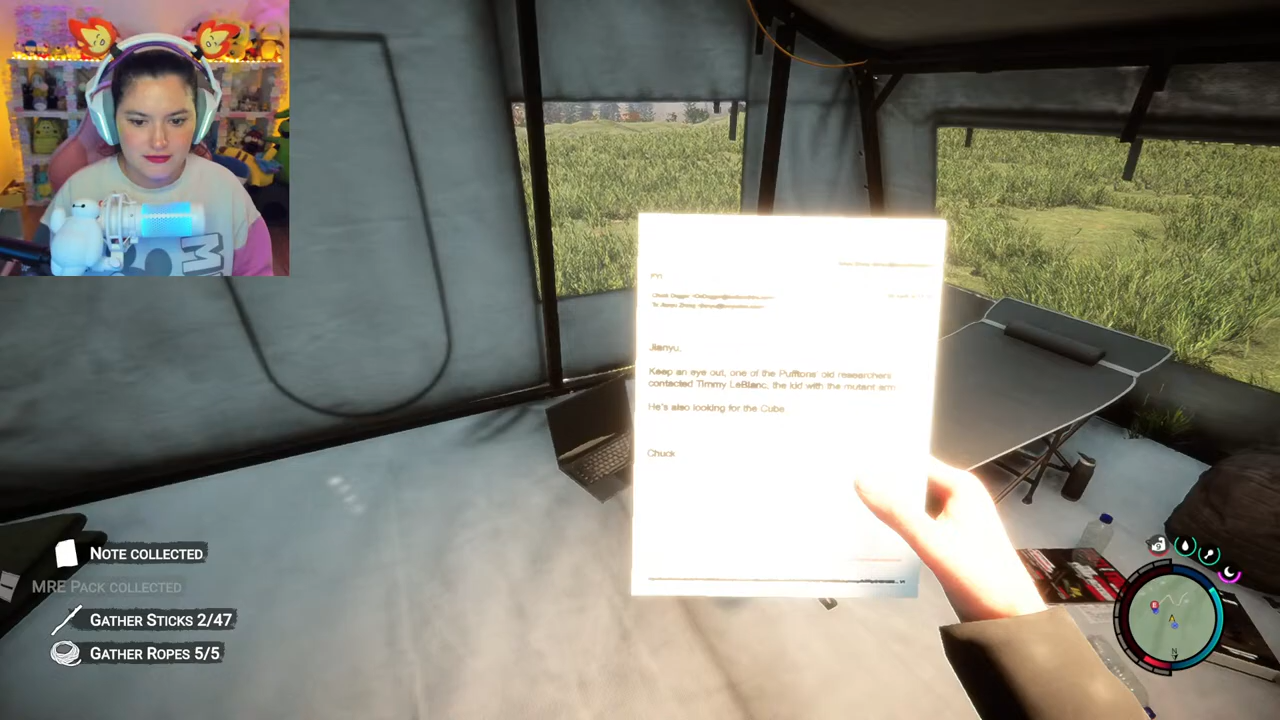 FYI
Jianyu,
Keep an eye out, one of the Pufftons' old researchers
contacted Timmy LeBlanc, the kid with the mutant arm
He's also looking for the Cube
Chuck
NOTE COLLECTED
MRE PACK COLLECTED
GATHER STICKS 2/47
GATHER ROPES 5/5
N